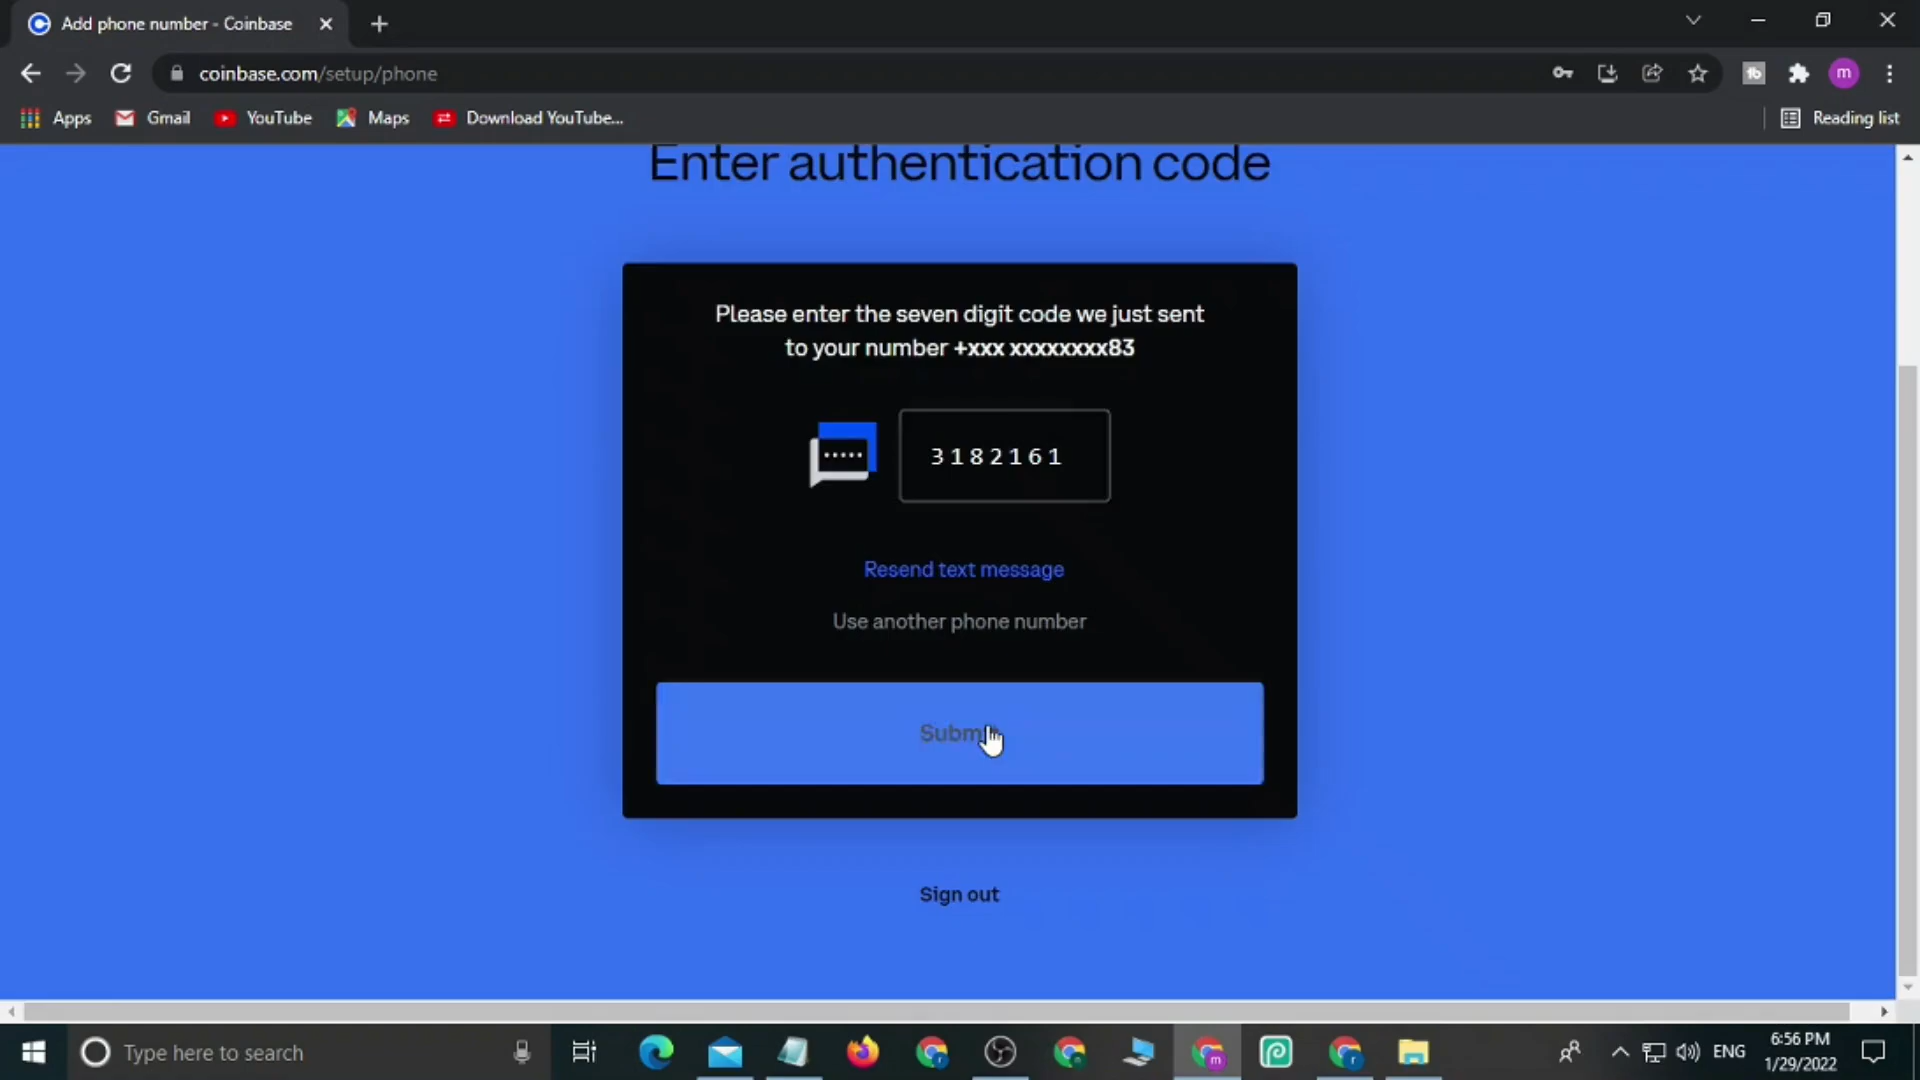 Add phone number - Coinbase
coinbase.com/setup/phone
m
Apps
Gmail
YouTube
Maps
Download YouTube...
Reading list
Enter authentication code
Please enter the seven digit code we just sent
to your number +xxx xxxxxxxx83
3182161
Resend text message
Use another phone number
Sign out
Type here to search
ENG
6:56 PM
1/29/2022